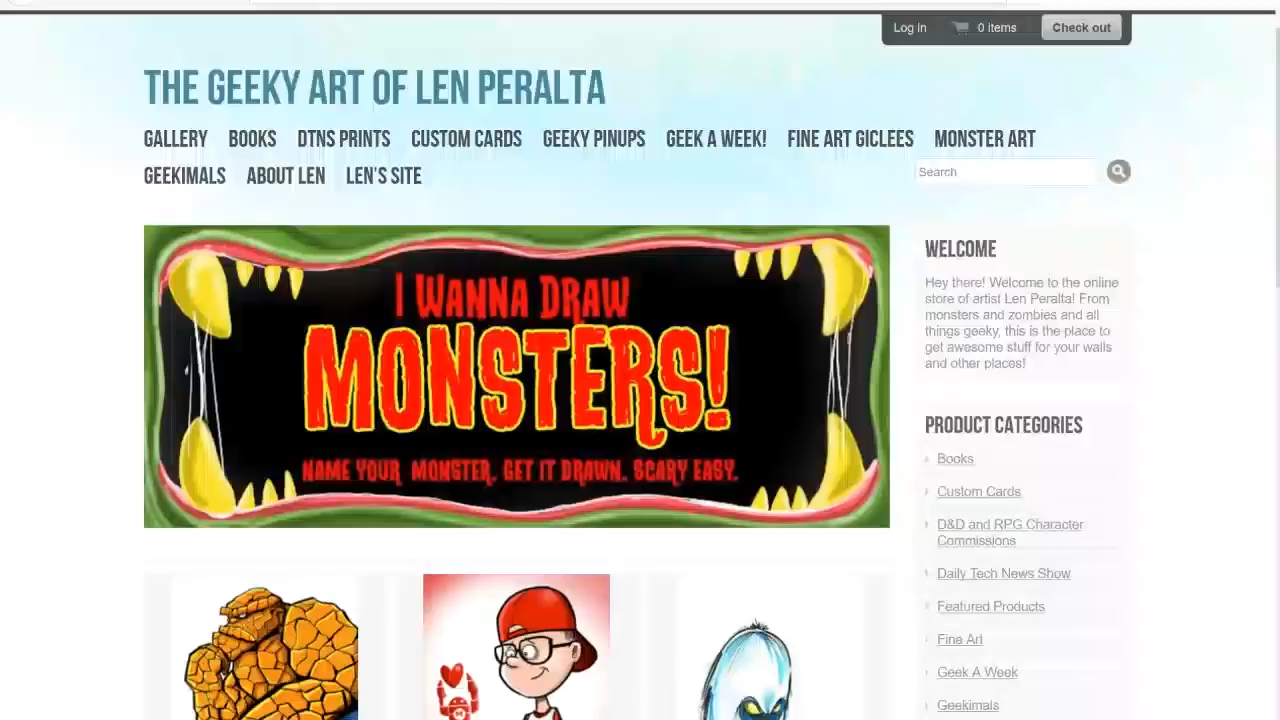 Log in
0 items
Check out
THE GEEKY ART OF LEN PERALTA
GALLERY BOOKS DTNS PRINTS CUSTOM CARDS GEEKY PINUPS GEEK A WEEK! FINE ART GICLEES MONSTER ART
GEEKIMALS ABOUT LEN LEN'S SITE
Search
I WANNA DRAW
MONSTERS!
NAME YOUR MONSTER, GET IT DRAWN. SCARY EASY.
WELCOME
Hey there! Welcome to the online
store of artist Len Peralta! From
monsters and zombies and all
things geeky, this is the place to
get awesome stuff for your walls
and other places!
PRODUCT CATEGORIES
Books
Custom Cards
D&D and RPG Character
Commissions
Daily Tech News Show
Featured Products
Fine Art
Geek A Week
Geekimals